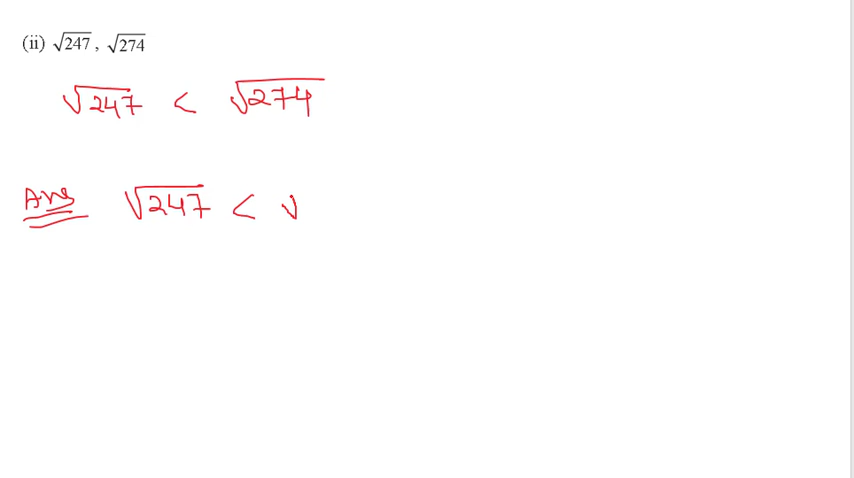 (ii) √247 , √274
√247 < √274
Ans √247 < √